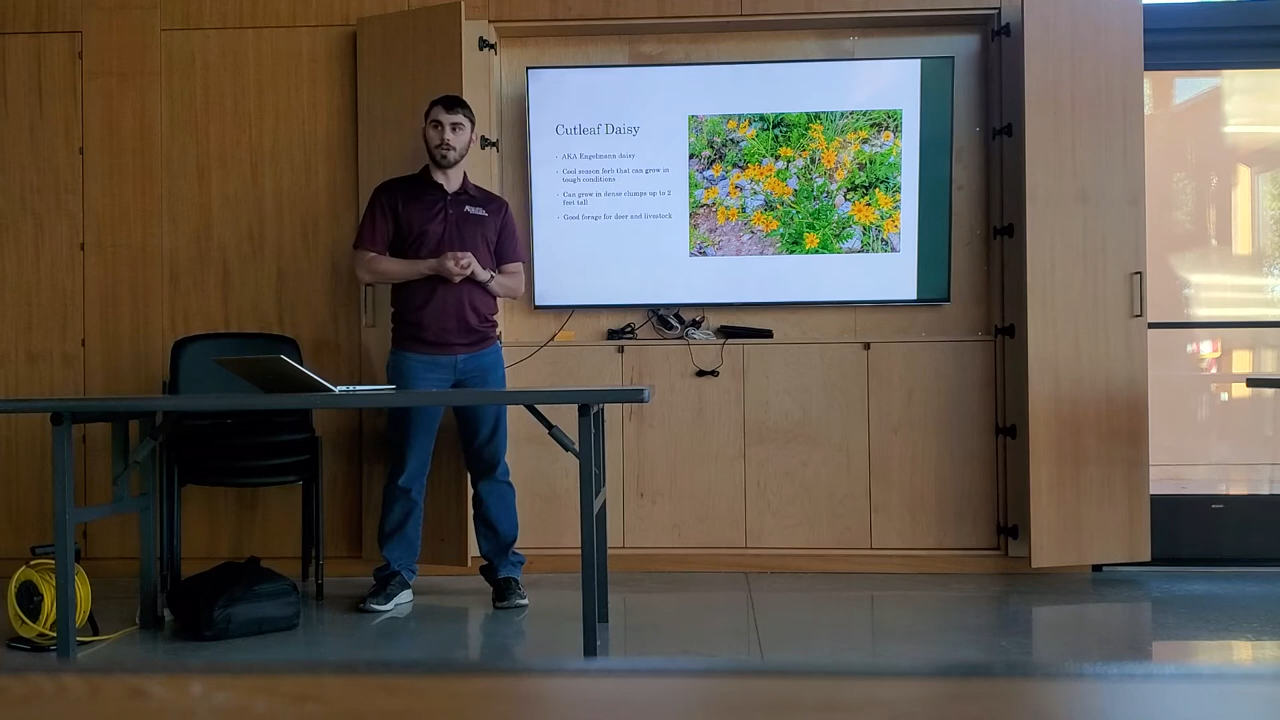 Cutleaf Daisy
• AKA Engelmann daisy
• Cool season forb that can grow in
tough conditions
• Can grow in dense clumps up to 2
feet tall
• Good forage for deer and livestock